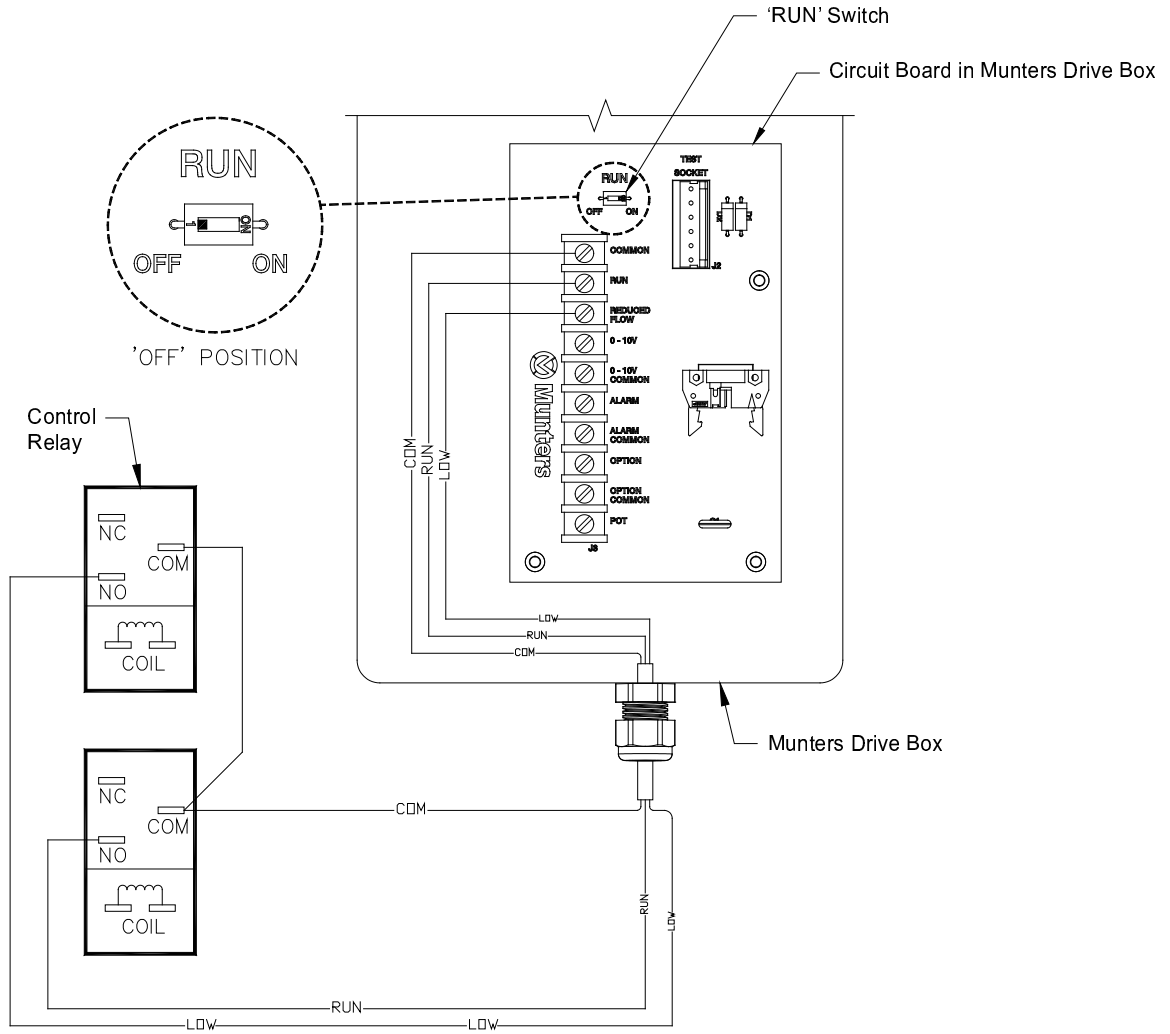 'RUN' Switch
Circuit Board in Munters Drive Box
RUN
1
ON
OFF
ON
'OFF' POSITION
TEST
SOCKET
RUN
OFF
ON
J2
COMMON
RUN
REDUCED
FLOW
0 - 10V
0 - 10V
COMMON
ALARM
ALARM
COMMON
OPTION
OPTION
COMMON
POT
J3
Munters
COM
RUN
LOW
Control
Relay
NC
COM
NO
COIL
LOW
RUN
COM
Munters Drive Box
NC
COM
NO
COIL
COM
RUN
LOW
RUN
LOW
LOW